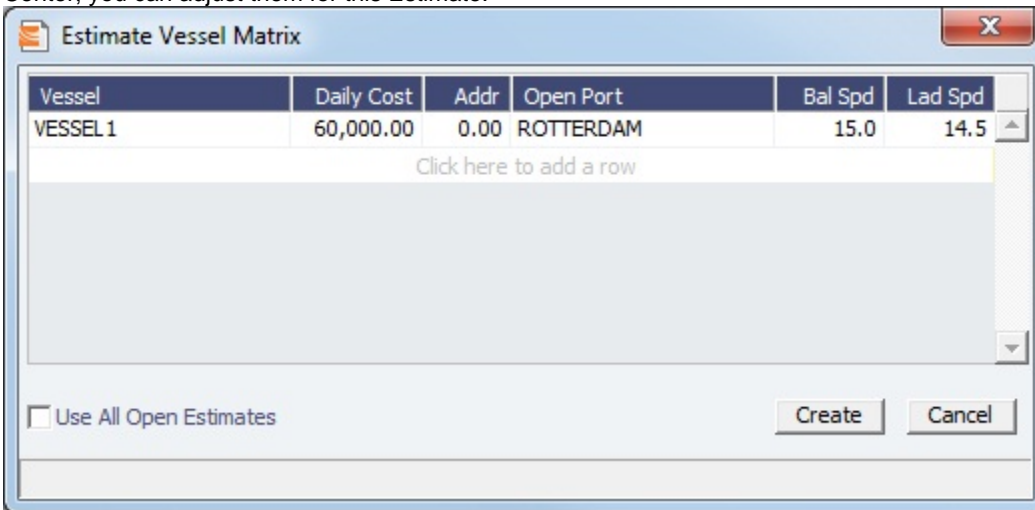 Center, you can adjust them for this Estimate.
Estimate Vessel Matrix
Vessel Daily Cost Addr Open Port Bal Spd Lad Spd
VESSEL1 60,000.00 0.00 ROTTERDAM 15.0 14.5
Click here to add a row
Use All Open Estimates Create Cancel